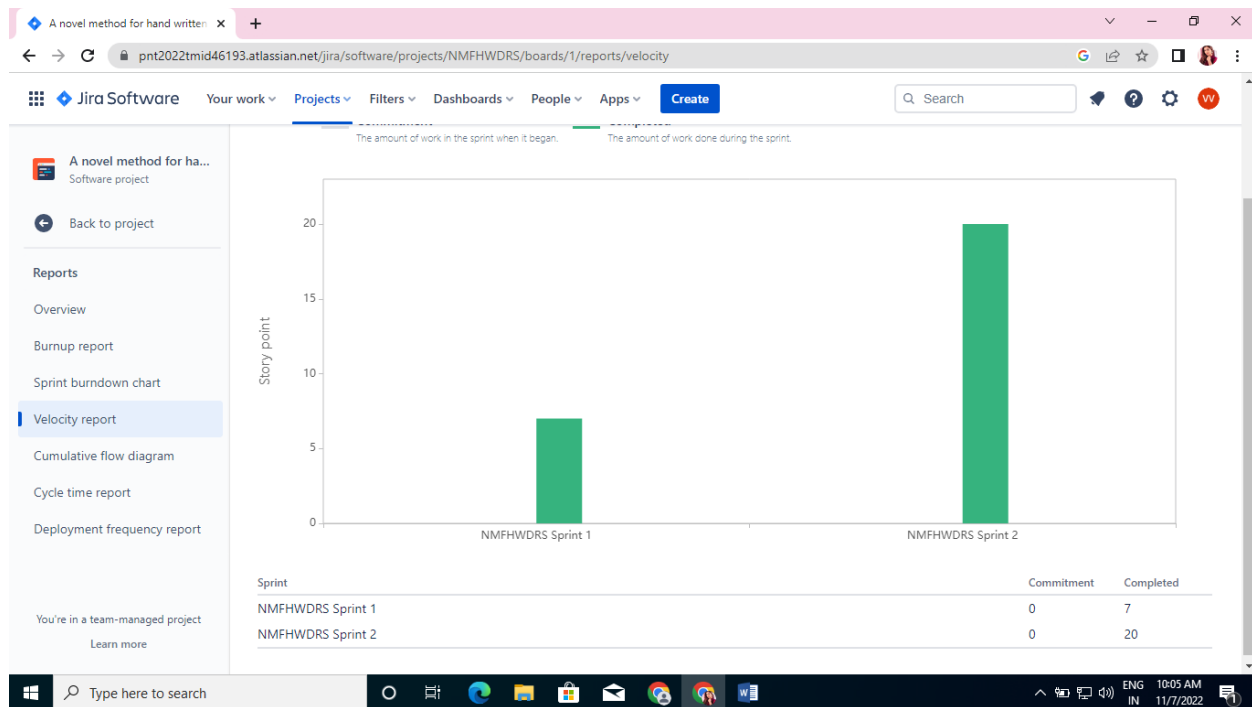 A novel method for hand written
pnt2022tmid46193.atlassian.net/jira/software/projects/NMFHWDRS/boards/1/reports/velocity
Jira Software Your work Projects Filters Dashboards People Apps Create Search VV
Commitment Completed
The amount of work in the sprint when it began. The amount of work done during the sprint.
A novel method for ha...
Software project
Back to project
Reports
Overview
Burnup report
Sprint burndown chart
Velocity report
Cumulative flow diagram
Cycle time report
Deployment frequency report
You're in a team-managed project
Learn more
Story point
20
15
10
5
0
NMFHWDRS Sprint 1 NMFHWDRS Sprint 2
Sprint Commitment Completed
NMFHWDRS Sprint 1 0 7
NMFHWDRS Sprint 2 0 20
Type here to search
ENG 10:05 AM
IN 11/7/2022
1